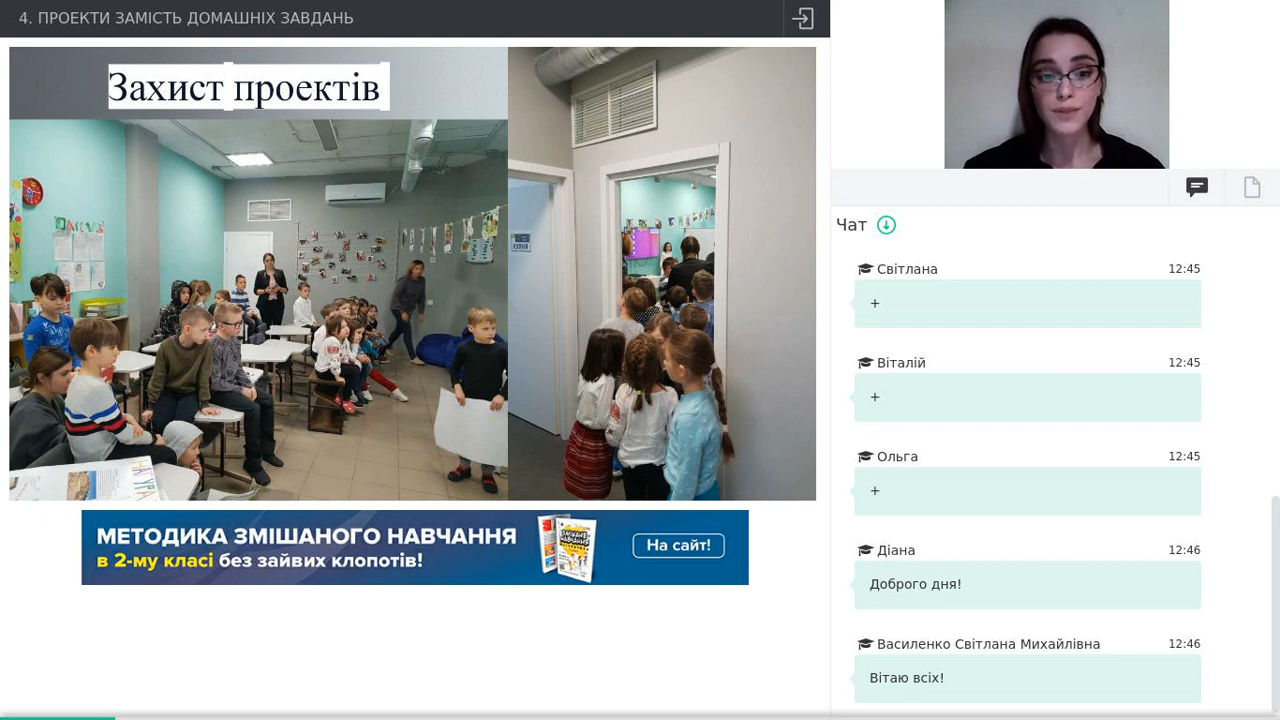 4. ПРОЕКТИ ЗАМІСТЬ ДОМАШНІХ ЗАВДАНЬ
Захист проектів
МЕТОДИКА ЗМІШАНОГО НАВЧАННЯ
в 2-му класі без зайвих клопотів!
На сайт!
Чат
Світлана 12:45
+
Віталій 12:45
+
Ольга 12:45
+
Діана 12:46
Доброго дня!
Василенко Світлана Михайлівна 12:46
Вітаю всіх!